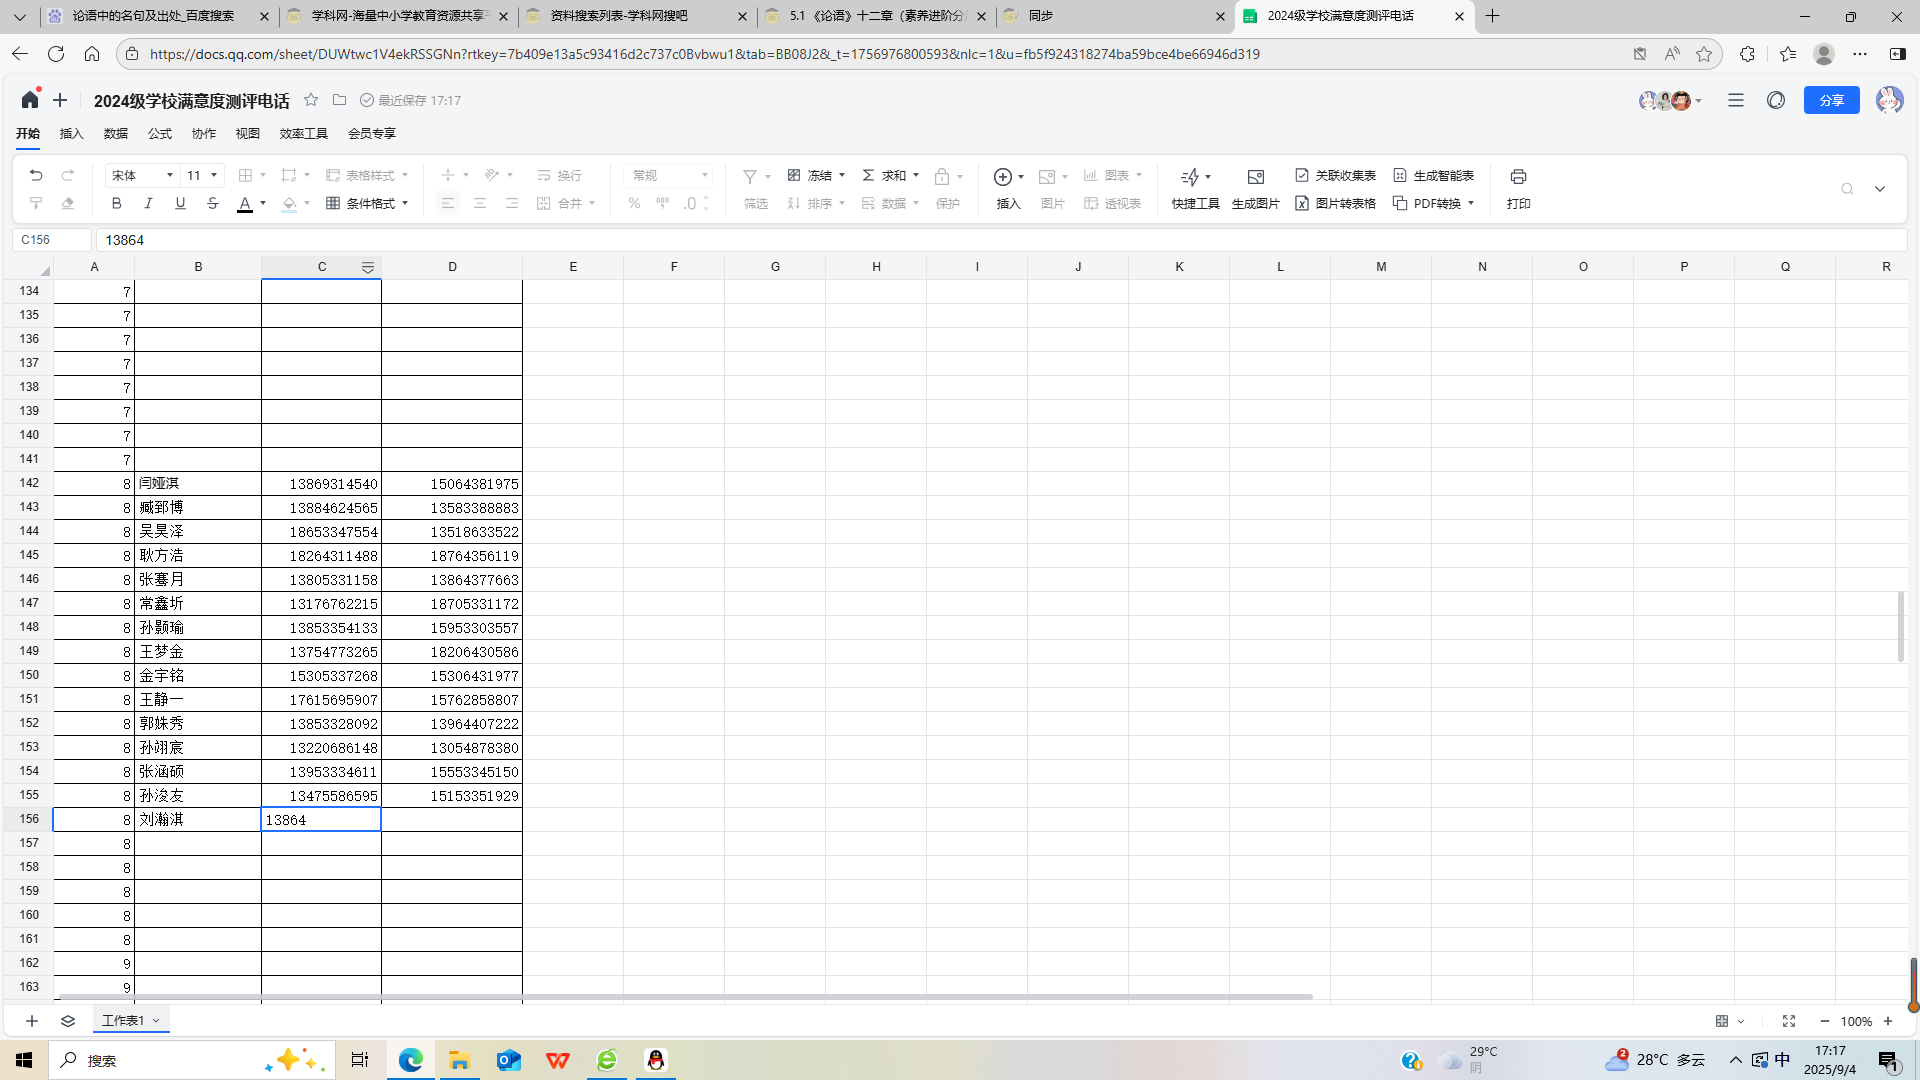 论语中的名句及出处_百度搜索
学科网-海量中小学教育资源共享平
资料搜索列表-学科网搜吧
5.1 《论语》十二章（素养进阶分
同步
2024级学校满意度测评电话
https://docs.qq.com/sheet/DUWtwc1V4ekRSSGNn?rtkey=7b409e13a5c93416d2c737c0Bvbwu1&tab=BB08J2&_t=1756976800593&nlc=1&u=fb5f924318274ba59bce4be66946d319
2024级学校满意度测评电话 最近保存 17:17 分享
开始 插入 数据 公式 协作 视图 效率工具 会员专享
宋体 11 表格样式 换行 常规 冻结 求和 图表 关联收集表 生成智能表
B I U S A 条件格式 合并 % .0 筛选 排序 数据 保护 插入 图片 透视表 快捷工具 生成图片 图片转表格 PDF转换 打印
C156 13864
A B C D E F G H I J K L M N O P Q R
134 7
135 7
136 7
137 7
138 7
139 7
140 7
141 7
142 8 闫娅淇 13869314540 15064381975
143 8 臧郅博 13884624565 13583388883
144 8 吴昊泽 18653347554 13518633522
145 8 耿方浩 18264311488 18764356119
146 8 张骞月 13805331158 13864377663
147 8 常鑫圻 13176762215 18705331172
148 8 孙颢瑜 13853354133 15953303557
149 8 王梦金 13754773265 18206430586
150 8 金宇铭 15305337268 15306431977
151 8 王静一 17615695907 15762858807
152 8 郭姝秀 13853328092 13964407222
153 8 孙翊宸 13220686148 13054878380
154 8 张涵硕 13953334611 15553345150
155 8 孙浚友 13475586595 15153351929
156 8 刘瀚淇 13864
157 8
158 8
159 8
160 8
161 8
162 9
163 9
工作表1 100%
搜索 29°C 阴 2 28°C 多云 中 17:17 2025/9/4 1